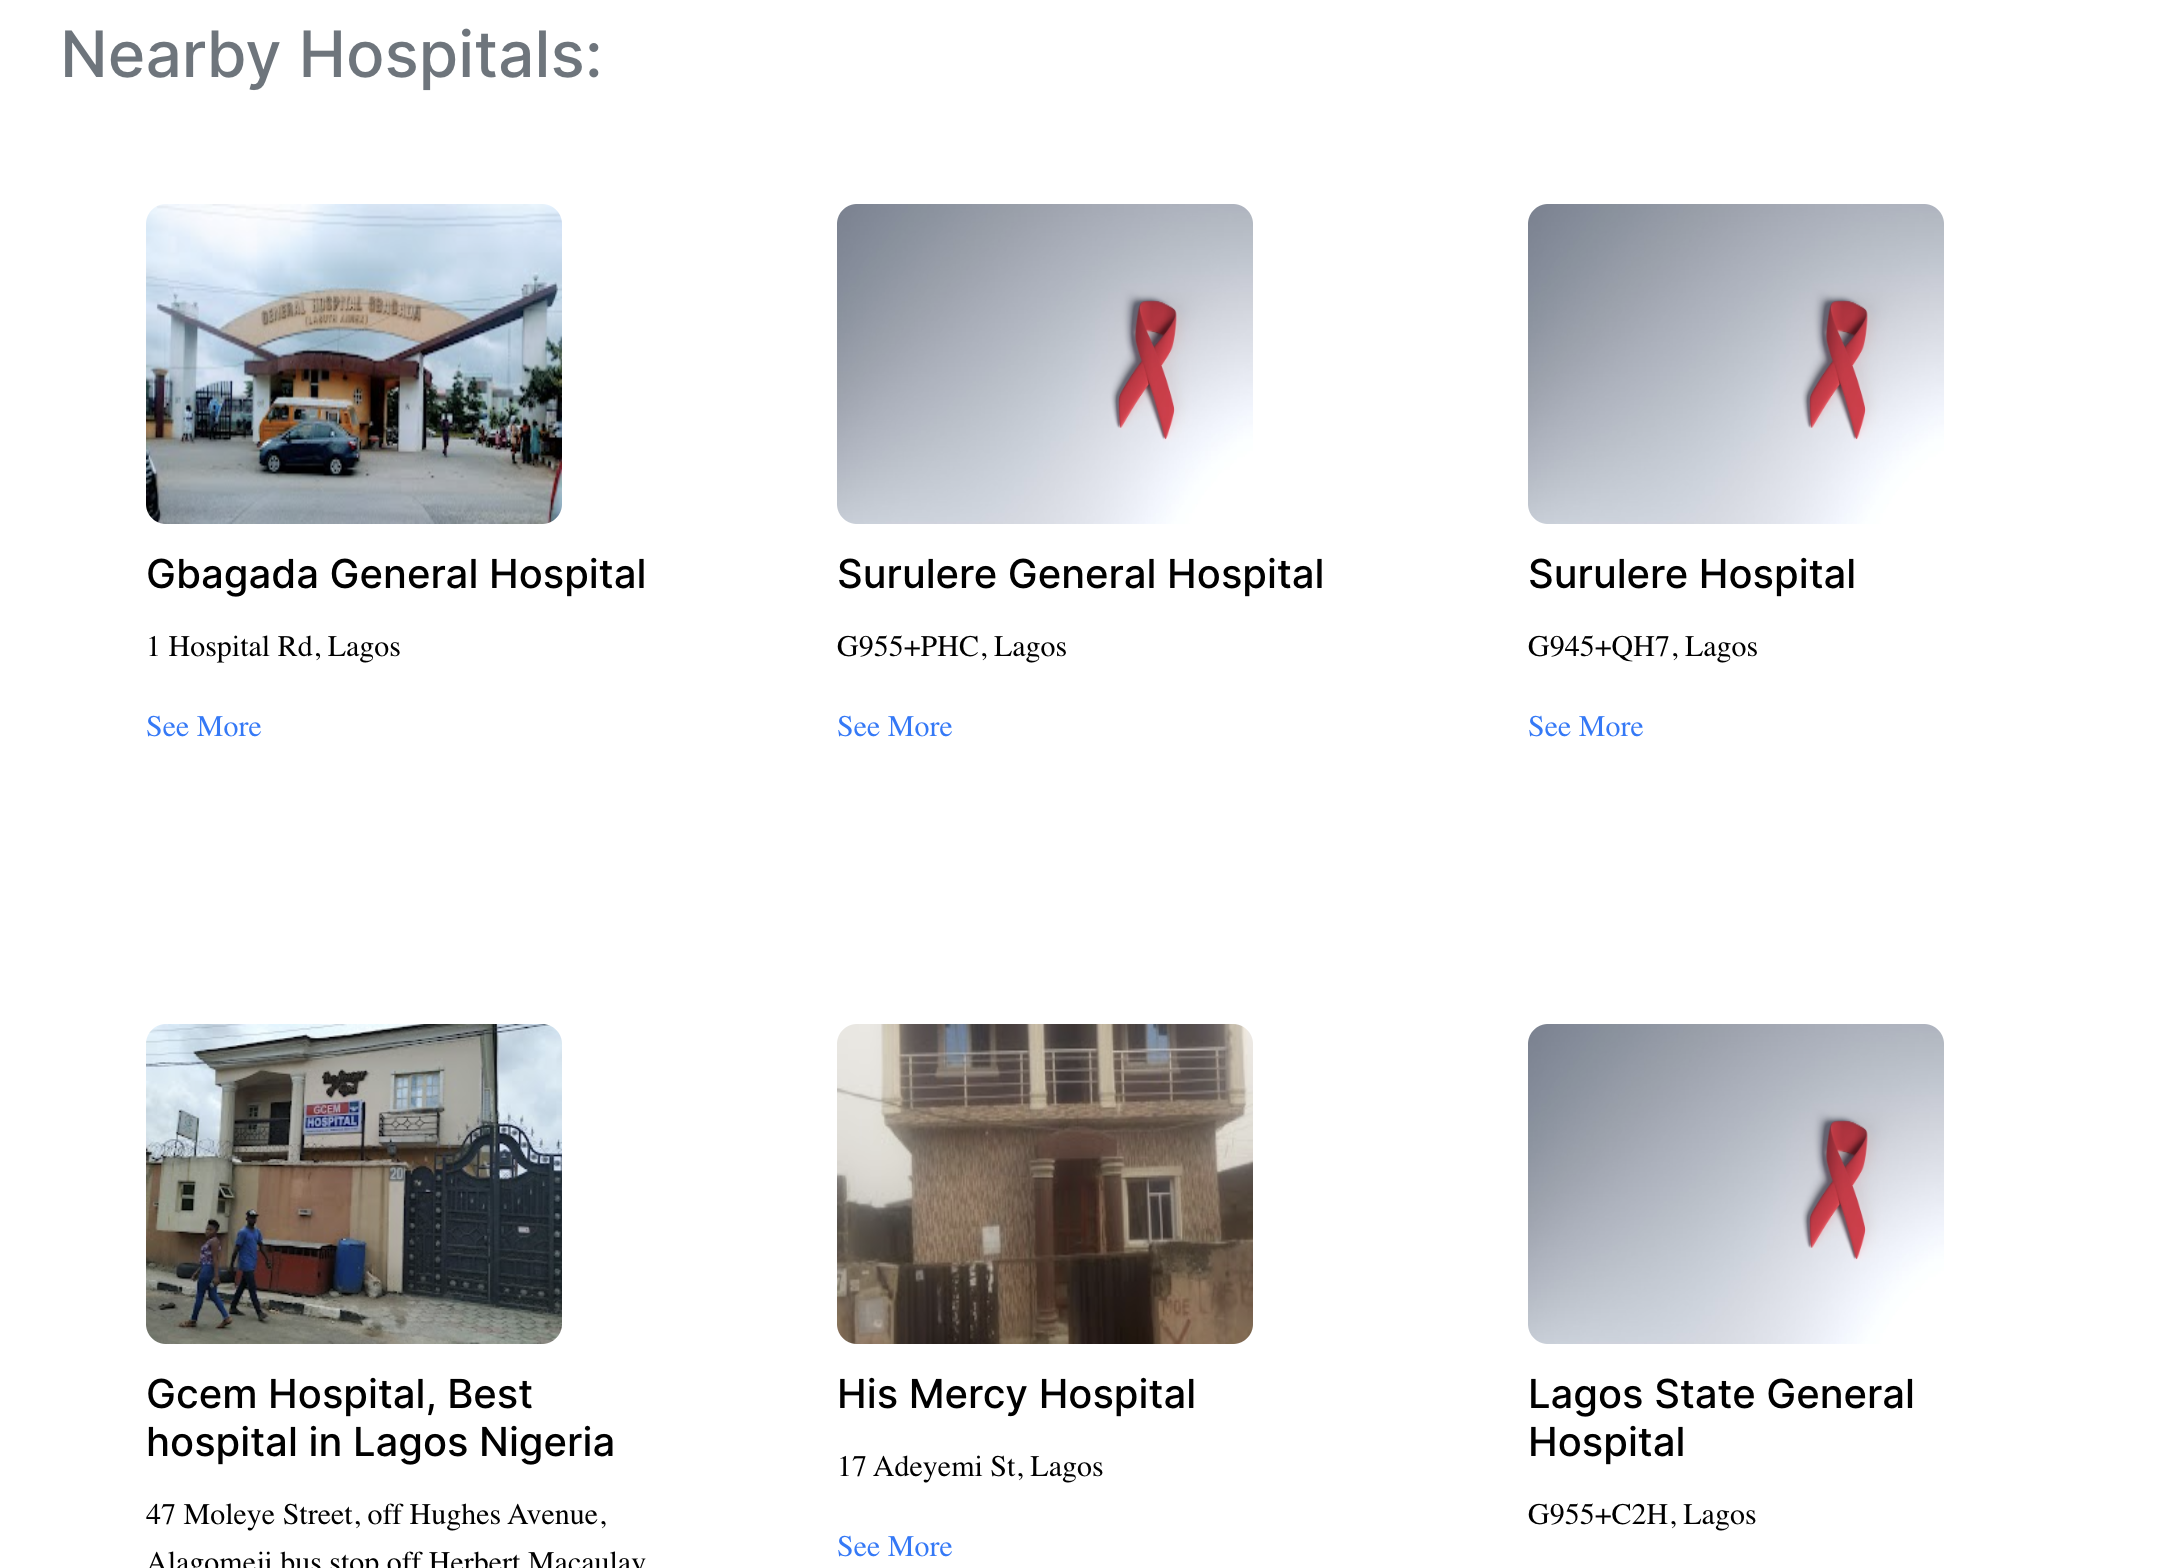 Nearby Hospitals:
GENERAL HOSPITAL GBAGADA
Gbagada General Hospital
1 Hospital Rd, Lagos
See More
Surulere General Hospital
G955+PHC, Lagos
See More
Surulere Hospital
G945+QH7, Lagos
See More
GCEM
HOSPITAL
20
Gcem Hospital, Best
hospital in Lagos Nigeria
47 Moleye Street, off Hughes Avenue,
Alagomeji bus stop off Herbert Macaulay
His Mercy Hospital
17 Adeyemi St, Lagos
See More
Lagos State General
Hospital
G955+C2H, Lagos